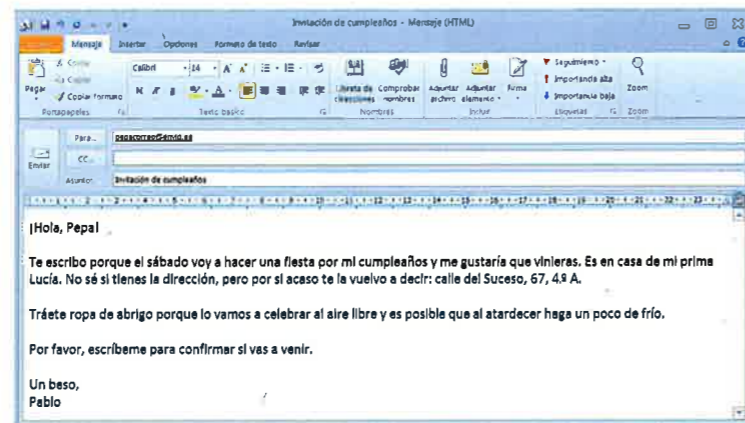 Invitación de cumpleaños - Mensaje (HTML)
Mensaje Insertar Opciones Formato de texto Revisar
Pegar
Copiar formato
Calibri 14
N K S
Libreta de direcciones
Comprobar nombres
Adjuntar archivo
Adjuntar elemento
Firma
Seguimiento
Importancia alta
Importancia baja
Zoom
Portapapeles Texto básico Nombres Incluir Etiquetas Zoom
Enviar
Para...
CC...
Asunto: Invitación de cumpleaños
¡Hola, Pepa!
Te escribo porque el sábado voy a hacer una fiesta por mi cumpleaños y me gustaría que vinieras. Es en casa de mi prima
Lucía. No sé si tienes la dirección, pero por si acaso te la vuelvo a decir: calle del Suceso, 67, 4.º A.
Tráete ropa de abrigo porque lo vamos a celebrar al aire libre y es posible que al atardecer haga un poco de frío.
Por favor, escríbeme para confirmar si vas a venir.
Un beso,
Pablo